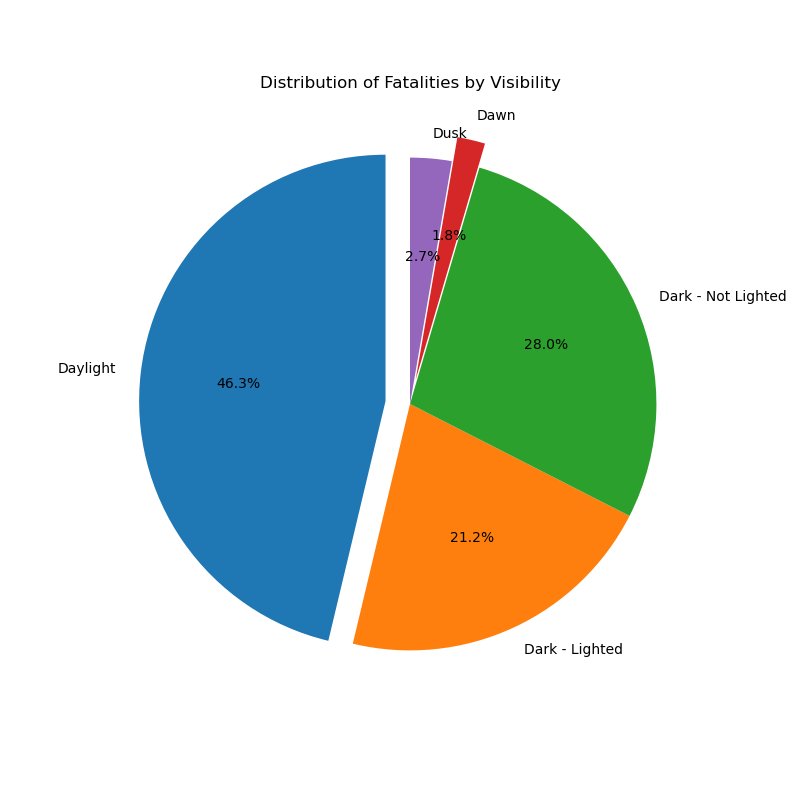 Distribution of Fatalities by Visibility
Dawn
Dusk
1.8%
2.7%
Dark - Not Lighted
28.0%
Daylight
46.3%
21.2%
Dark - Lighted